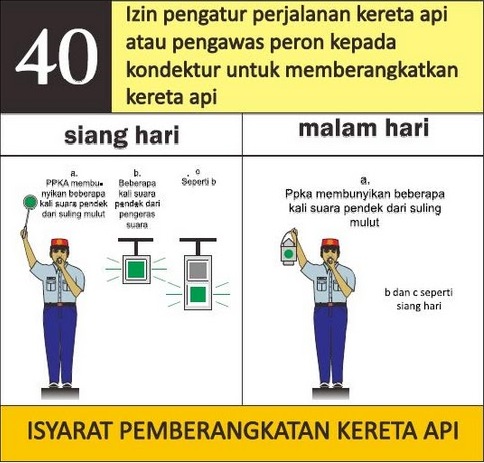 40
Izin pengatur perjalanan kereta api
atau pengawas peron kepada
kondektur untuk memberangkatkan
kereta api
siang hari
malam hari
a.
PPKA membu-
nyikan beberapa
kali suara pendek
dari suling mulut
b.
Beberapa
kali suara
pendek dari
pengeras
suara
c
Seperti b
a.
Ppka membunyikan beberapa
kali suara pendek dari suling
mulut
b dan c seperti
siang hari
ISYARAT PEMBERANGKATAN KERETA API